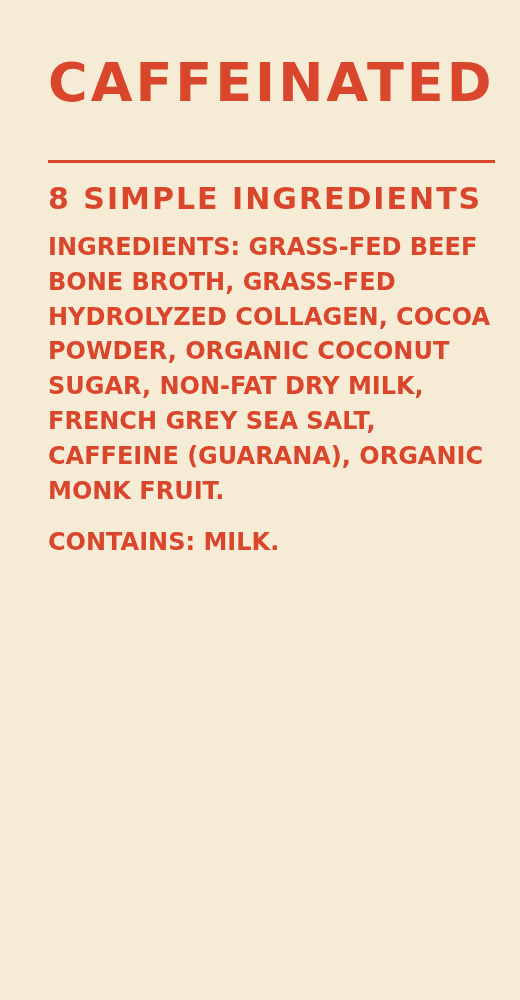 CAFFEINATED
8 SIMPLE INGREDIENTS
INGREDIENTS: GRASS-FED BEEF
BONE BROTH, GRASS-FED
HYDROLYZED COLLAGEN, COCOA
POWDER, ORGANIC COCONUT
SUGAR, NON-FAT DRY MILK,
FRENCH GREY SEA SALT,
CAFFEINE (GUARANA), ORGANIC
MONK FRUIT.
CONTAINS: MILK.